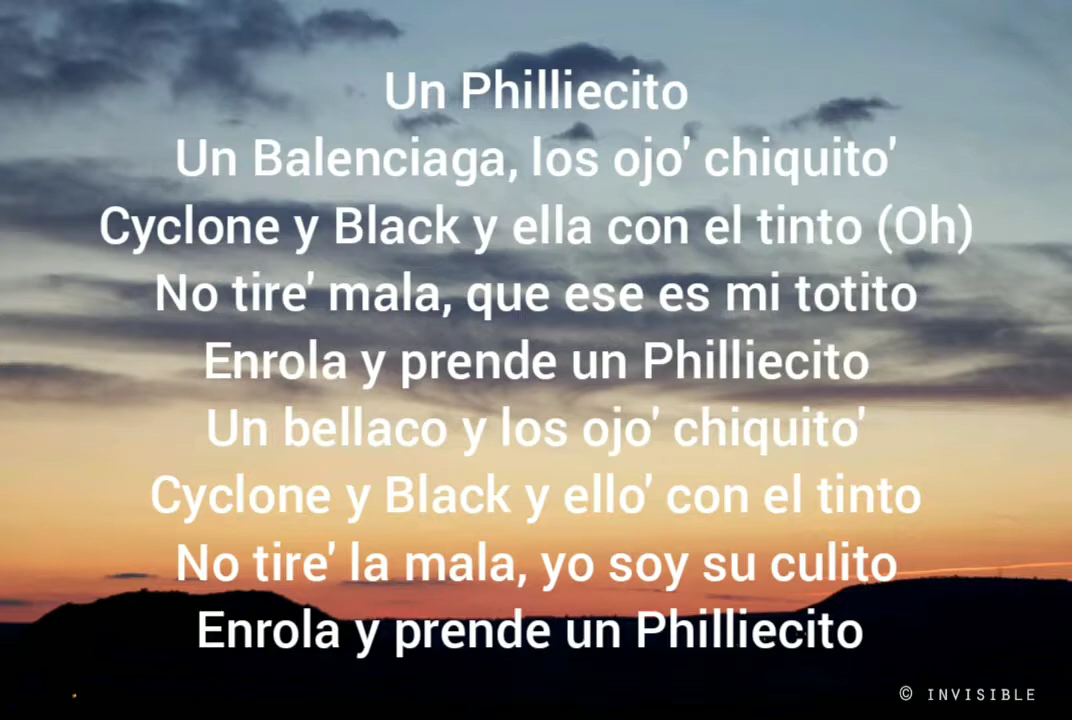 Un Philliecito
Un Balenciaga, los ojo' chiquito'
Cyclone y Black y ella con el tinto (Oh)
No tire' mala, que ese es mi totito
Enrola y prende un Philliecito
Un bellaco y los ojo' chiquito'
Cyclone y Black y ello' con el tinto
No tire' la mala, yo soy su culito
Enrola y prende un Philliecito
© INVISIBLE